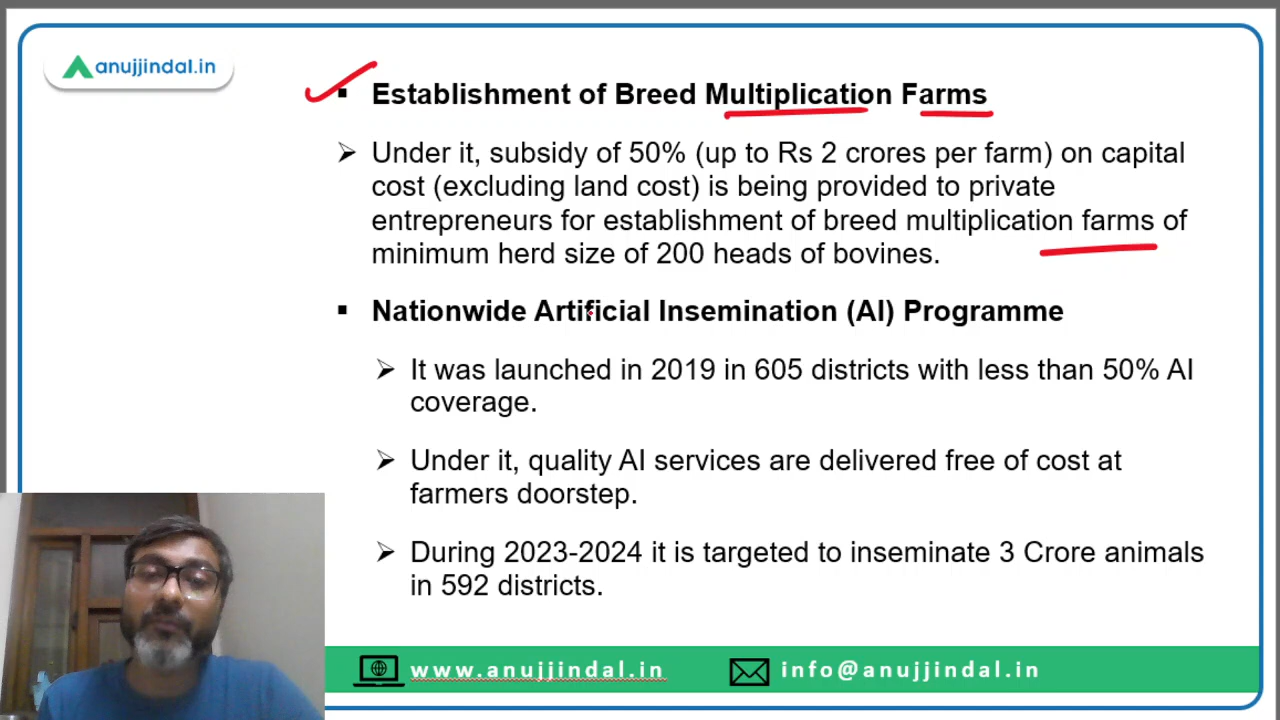 anujjindal.in
▪ Establishment of Breed Multiplication Farms
➢ Under it, subsidy of 50% (up to Rs 2 crores per farm) on capital
cost (excluding land cost) is being provided to private
entrepreneurs for establishment of breed multiplication farms of
minimum herd size of 200 heads of bovines.
▪ Nationwide Artificial Insemination (AI) Programme
➢ It was launched in 2019 in 605 districts with less than 50% AI
coverage.
➢ Under it, quality AI services are delivered free of cost at
farmers doorstep.
➢ During 2023-2024 it is targeted to inseminate 3 Crore animals
in 592 districts.
www.anujjindal.in
info@anujjindal.in